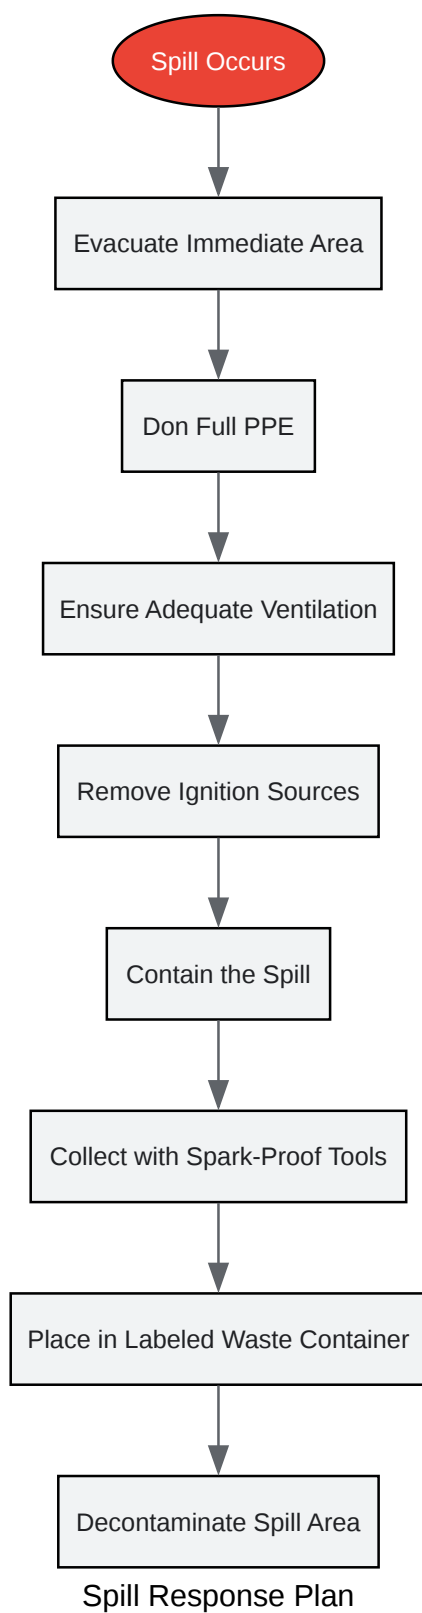 Spill Occurs
Evacuate Immediate Area
Don Full PPE
Ensure Adequate Ventilation
Remove Ignition Sources
Contain the Spill
Collect with Spark-Proof Tools
Place in Labeled Waste Container
Decontaminate Spill Area
Spill Response Plan